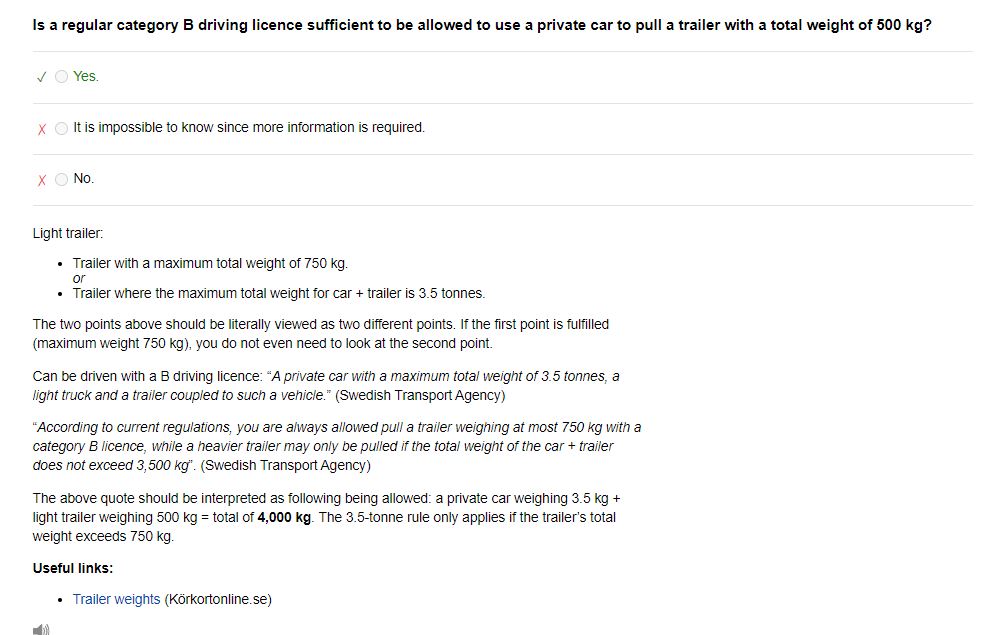 Is a regular category B driving licence sufficient to be allowed to use a private car to pull a trailer with a total weight of 500 kg?
✓ Yes.
X It is impossible to know since more information is required.
X No.
Light trailer:
• Trailer with a maximum total weight of 750 kg.
or
• Trailer where the maximum total weight for car + trailer is 3.5 tonnes.
The two points above should be literally viewed as two different points. If the first point is fulfilled
(maximum weight 750 kg), you do not even need to look at the second point.
Can be driven with a B driving licence: “A private car with a maximum total weight of 3.5 tonnes, a
light truck and a trailer coupled to such a vehicle.” (Swedish Transport Agency)
“According to current regulations, you are always allowed pull a trailer weighing at most 750 kg with a
category B licence, while a heavier trailer may only be pulled if the total weight of the car + trailer
does not exceed 3,500 kg”. (Swedish Transport Agency)
The above quote should be interpreted as following being allowed: a private car weighing 3.5 kg +
light trailer weighing 500 kg = total of 4,000 kg. The 3.5-tonne rule only applies if the trailer’s total
weight exceeds 750 kg.
Useful links:
• Trailer weights (Körkortonline.se)